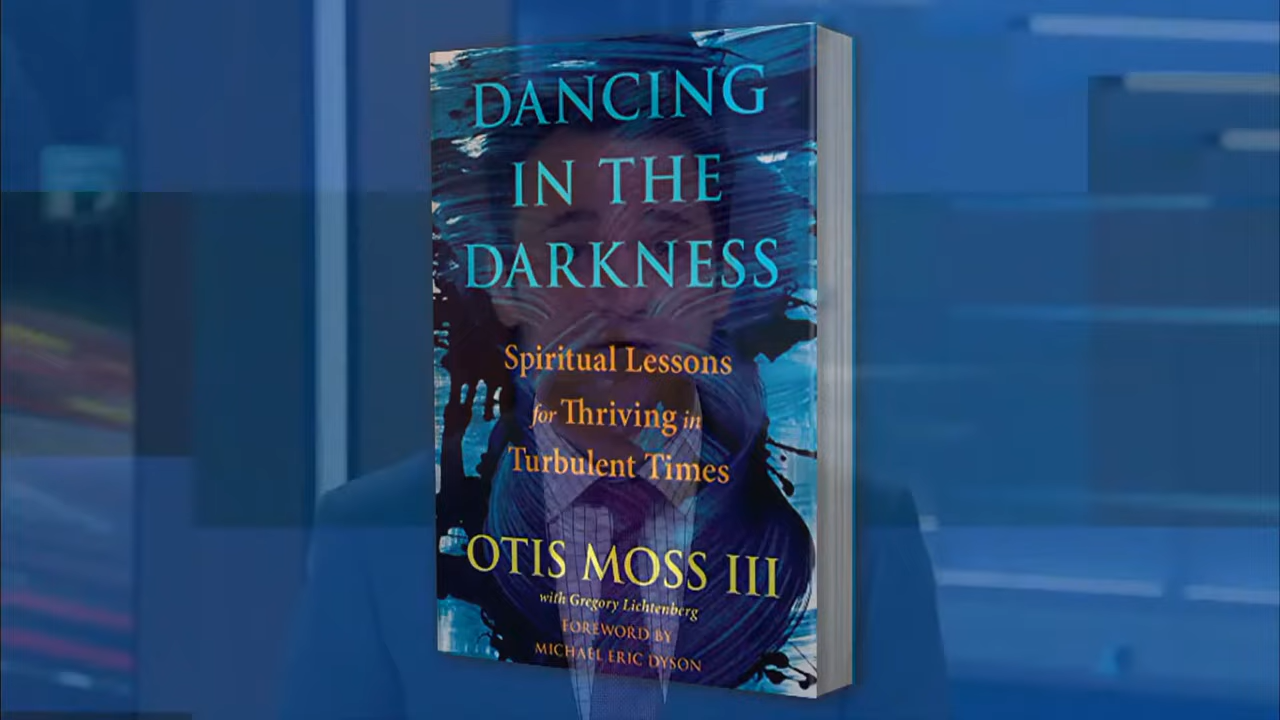 DANCING
IN THE
DARKNESS
Spiritual Lessons
for Thriving in
Turbulent Times
OTIS MOSS III
with Gregory Lichtenberg
FOREWORD BY
MICHAEL ERIC DYSON